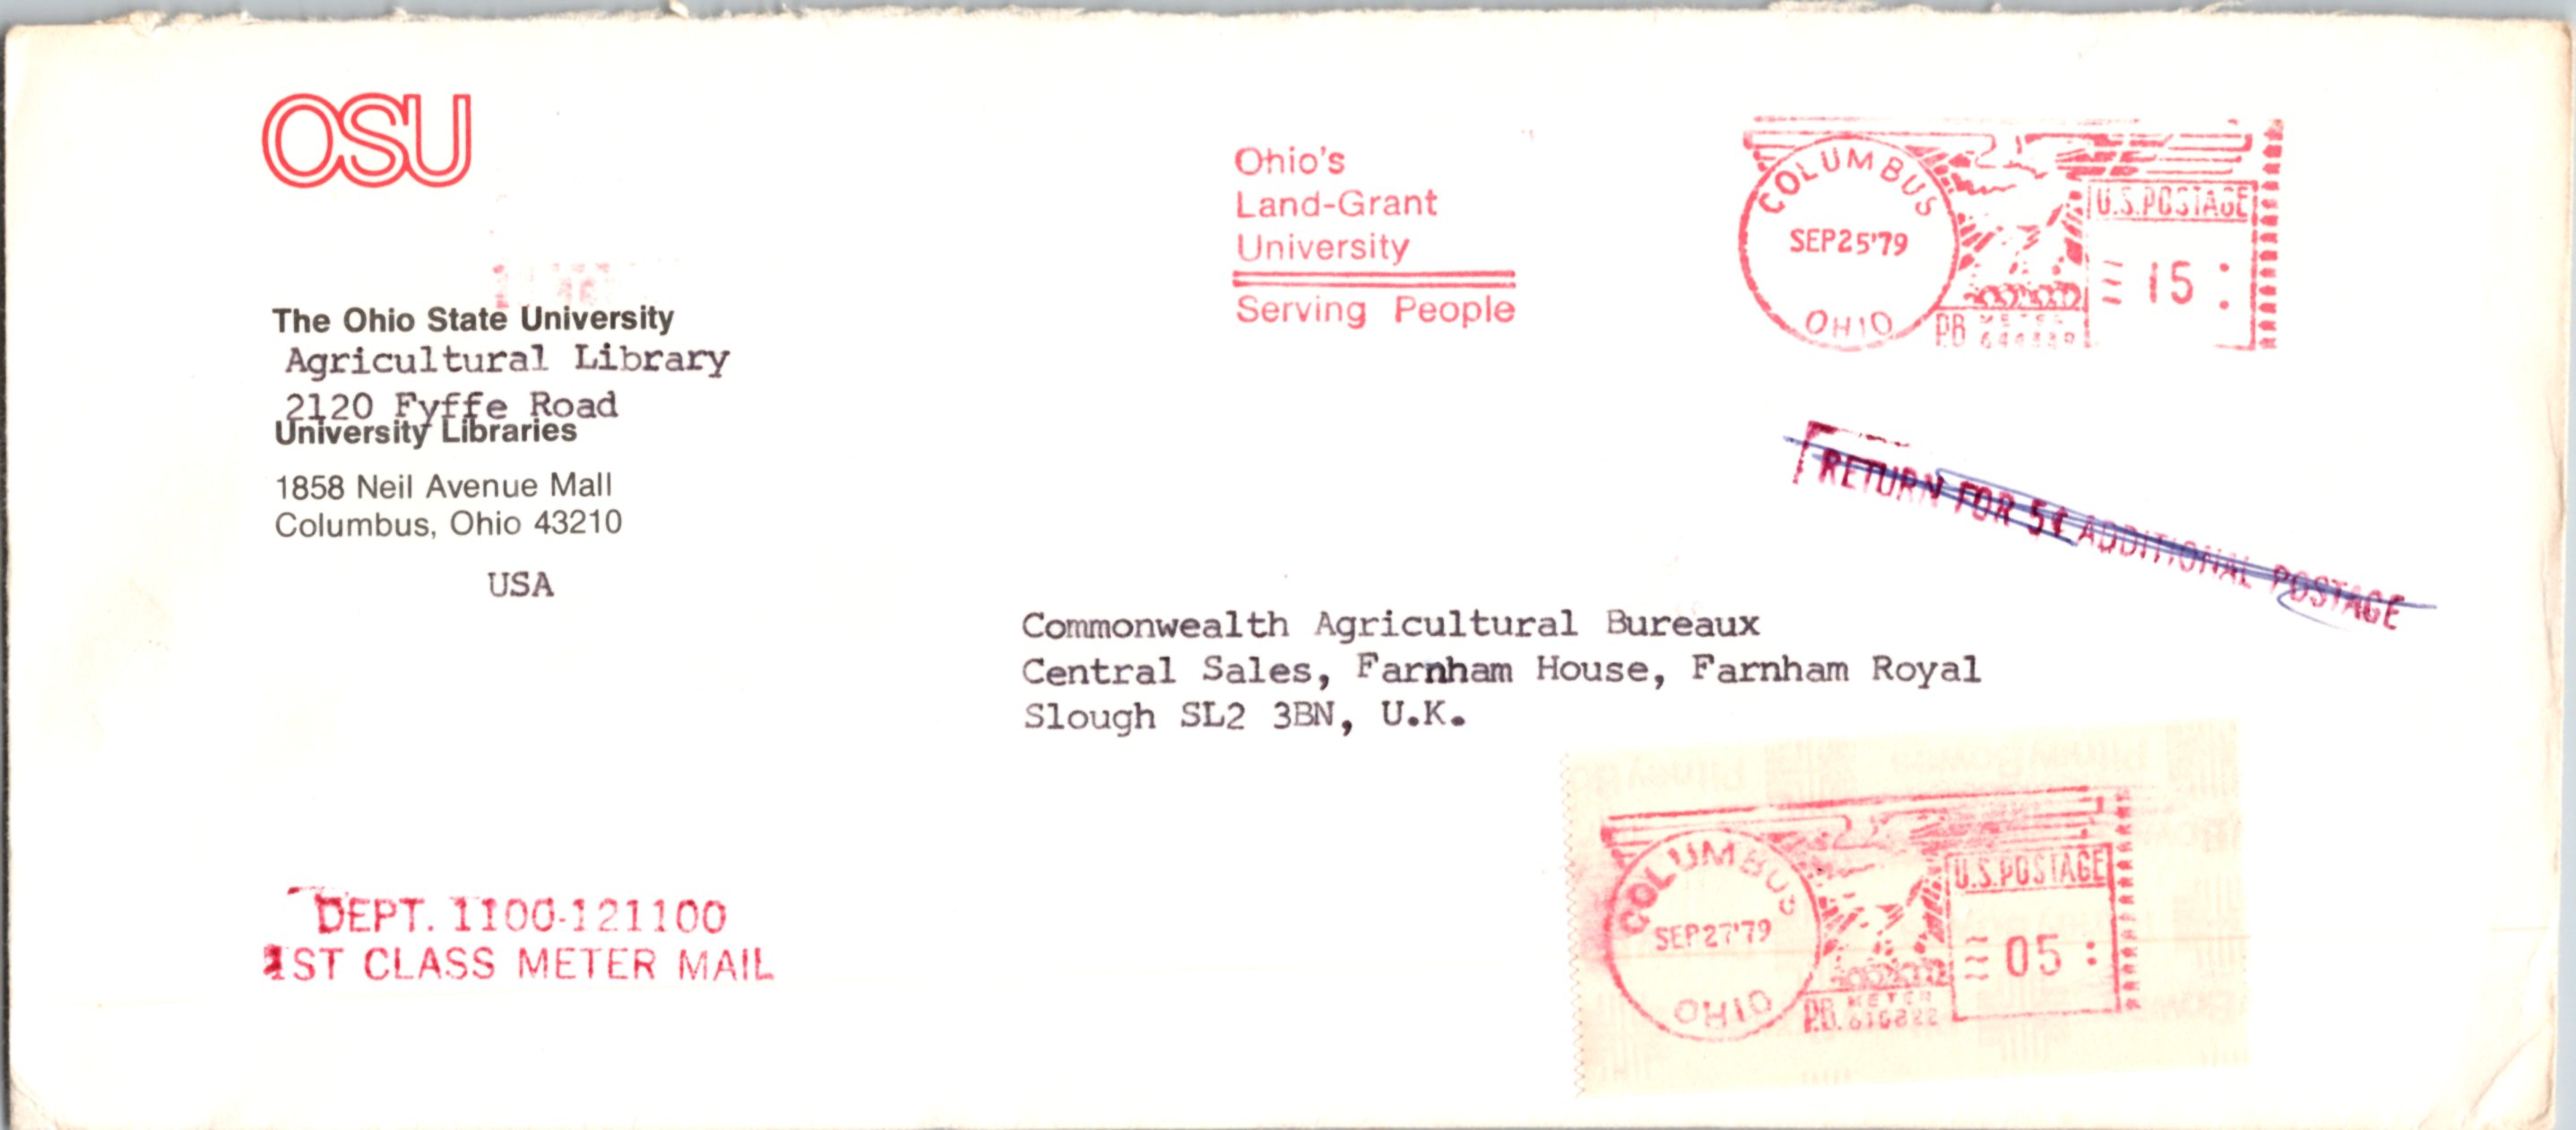 OSU
The Ohio State University
Agricultural Library
2120 Fyffe Road
University Libraries
1858 Neil Avenue Mall
Columbus, Ohio 43210
USA
Ohio's
Land-Grant
University
Serving People
COLUMBUS
SEP25'79
OHIO
U.S.POSTAGE
15
P.B. METER
RETURN FOR 5¢ ADDITIONAL POSTAGE
Commonwealth Agricultural Bureaux
Central Sales, Farnham House, Farnham Royal
Slough SL2 3BN, U.K.
COLUMBUS
SEP27'79
OHIO
U.S.POSTAGE
05
P.B. METER
DEPT. 1100-121100
1ST CLASS METER MAIL